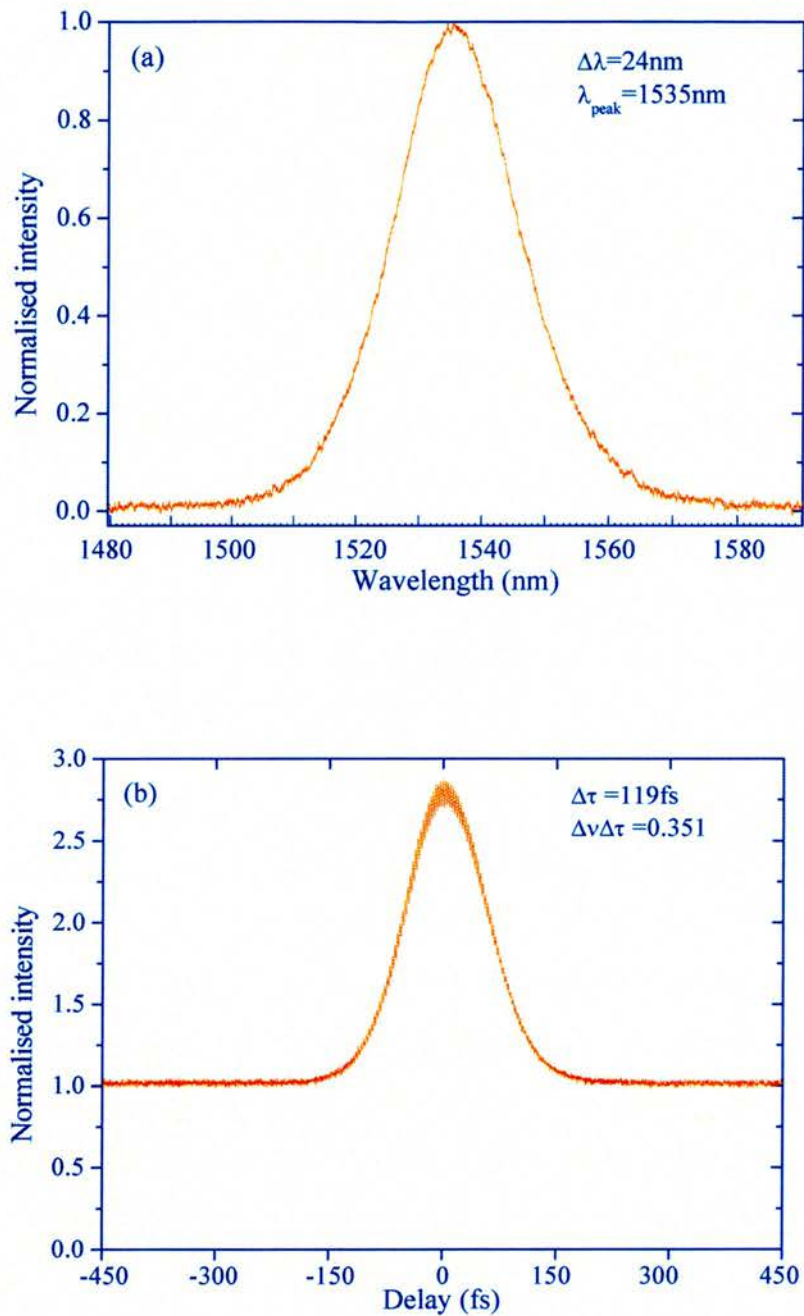 (a)
Δλ=24nm
λpeak=1535nm
Normalised intensity
1.0
0.8
0.6
0.4
0.2
0.0
1480 1500 1520 1540 1560 1580
Wavelength (nm)
(b)
Δτ =119fs
ΔνΔτ =0.351
Normalised intensity
3.0
2.5
2.0
1.5
1.0
0.5
0.0
-450 -300 -150 0 150 300 450
Delay (fs)